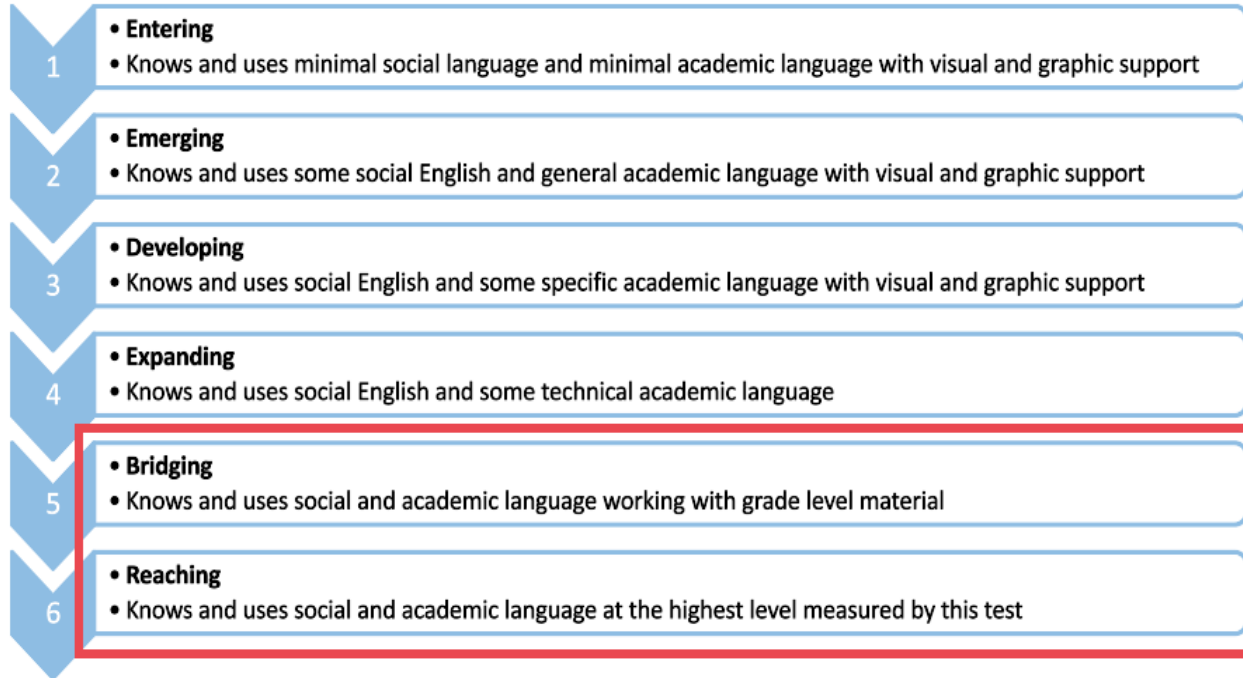 1
• Entering
• Knows and uses minimal social language and minimal academic language with visual and graphic support
2
• Emerging
• Knows and uses some social English and general academic language with visual and graphic support
3
• Developing
• Knows and uses social English and some specific academic language with visual and graphic support
4
• Expanding
• Knows and uses social English and some technical academic language
5
• Bridging
• Knows and uses social and academic language working with grade level material
6
• Reaching
• Knows and uses social and academic language at the highest level measured by this test